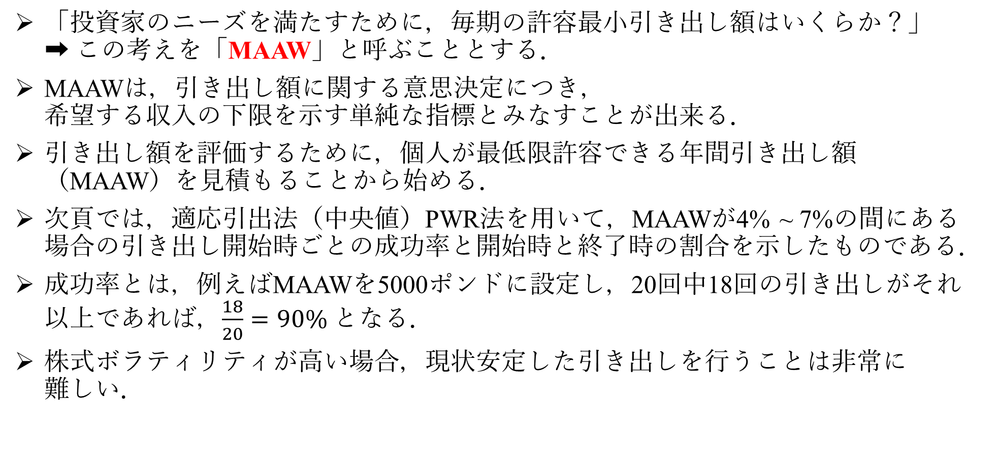 ➢ 「投資家のニーズを満たすために，毎期の許容最小引き出し額はいくらか？」
➡ この考えを「MAAW」と呼ぶこととする．
➢ MAAWは，引き出し額に関する意思決定につき，
希望する収入の下限を示す単純な指標とみなすことが出来る．
➢ 引き出し額を評価するために，個人が最低限許容できる年間引き出し額
（MAAW）を見積もることから始める．
➢ 次頁では，適応引出法（中央値）PWR法を用いて，MAAWが4% ~ 7%の間にある
場合の引き出し開始時ごとの成功率と開始時と終了時の割合を示したものである．
➢ 成功率とは，例えばMAAWを5000ポンドに設定し，20回中18回の引き出しがそれ
以上であれば，18/20 = 90% となる．
➢ 株式ボラティリティが高い場合，現状安定した引き出しを行うことは非常に
難しい．